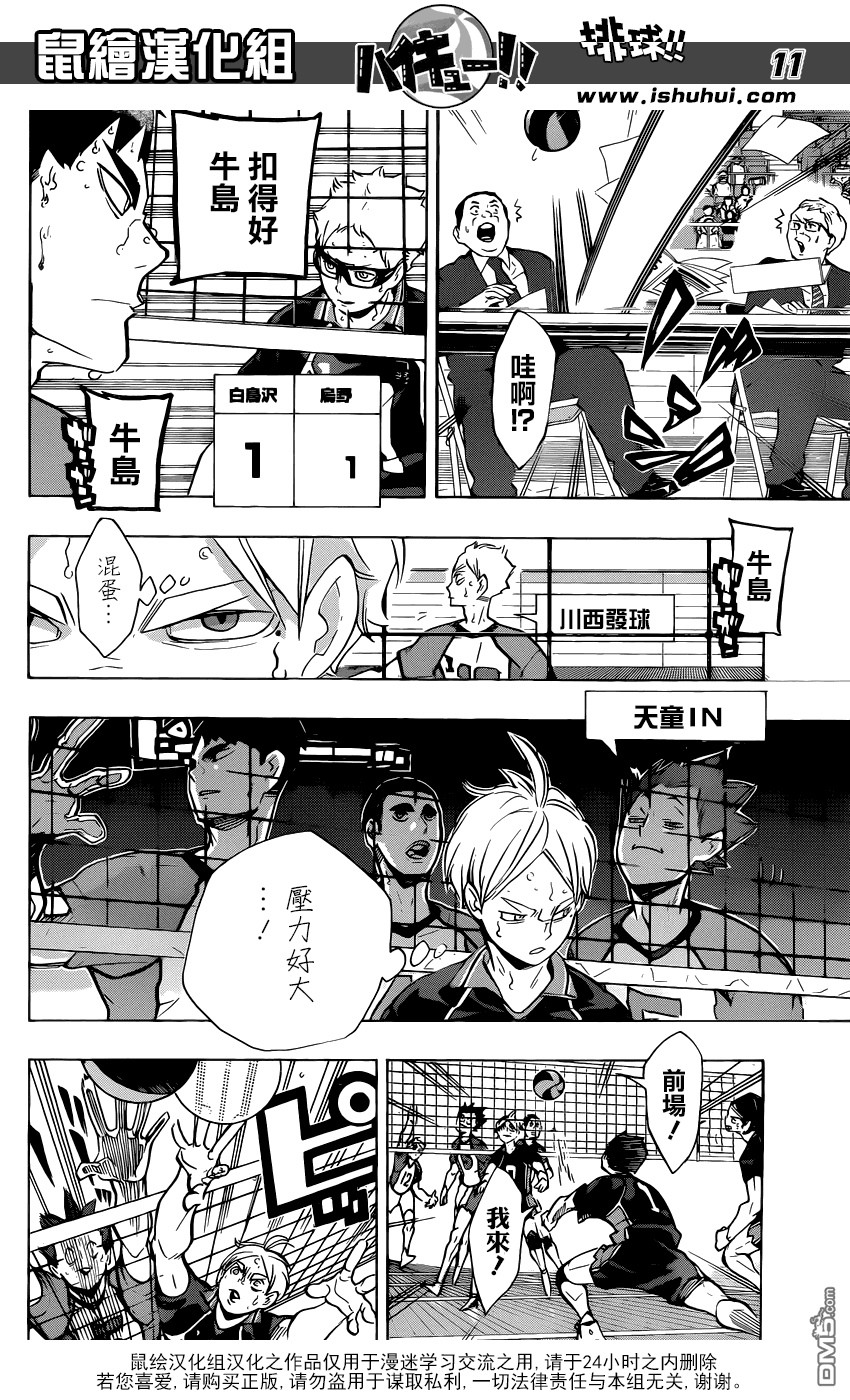 鼠繪漢化組
ハイキュー!!
排球!!
11
www.ishuhui.com
哇啊!?
扣得好
牛島
白鳥沢
烏野
1
1
牛島
牛島
川西發球
混蛋…
天童IN
壓力好大
…!
前場!
我來!
ピ
DM5.com
鼠绘汉化组汉化之作品仅用于漫迷学习交流之用,请于24小时之内删除
若您喜爱,请购买正版,请勿盗用于谋取私利,一切法律责任与本组无关,谢谢。